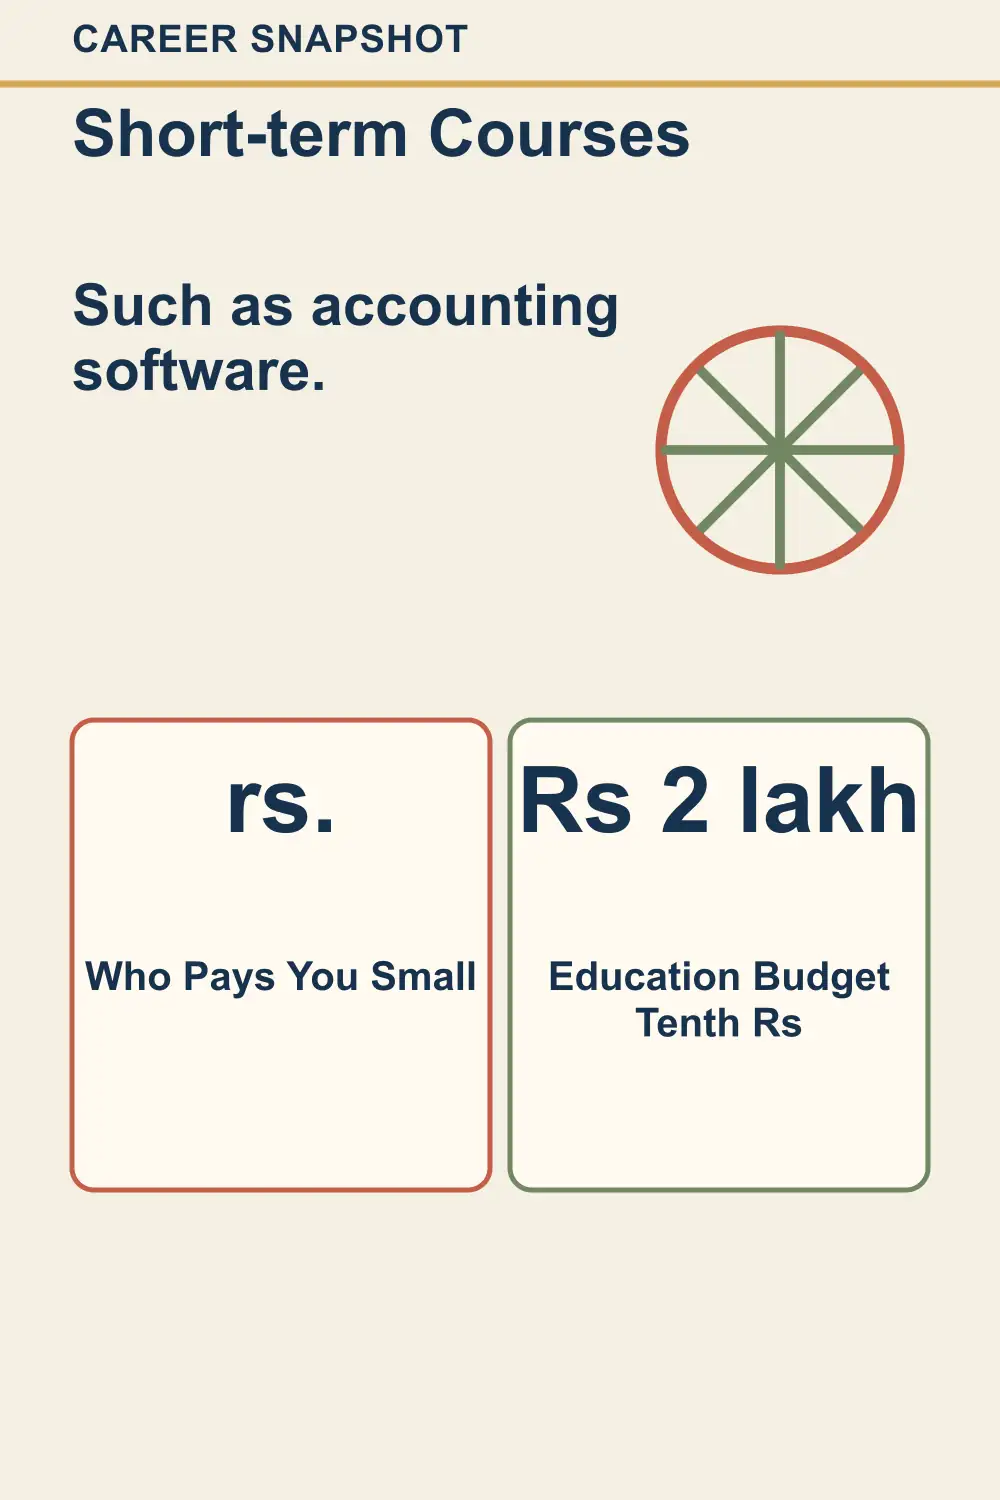 CAREER SNAPSHOT
Short-term Courses
Such as accounting
software.
rs.
Who Pays You Small
Rs 2 lakh
Education Budget
Tenth Rs